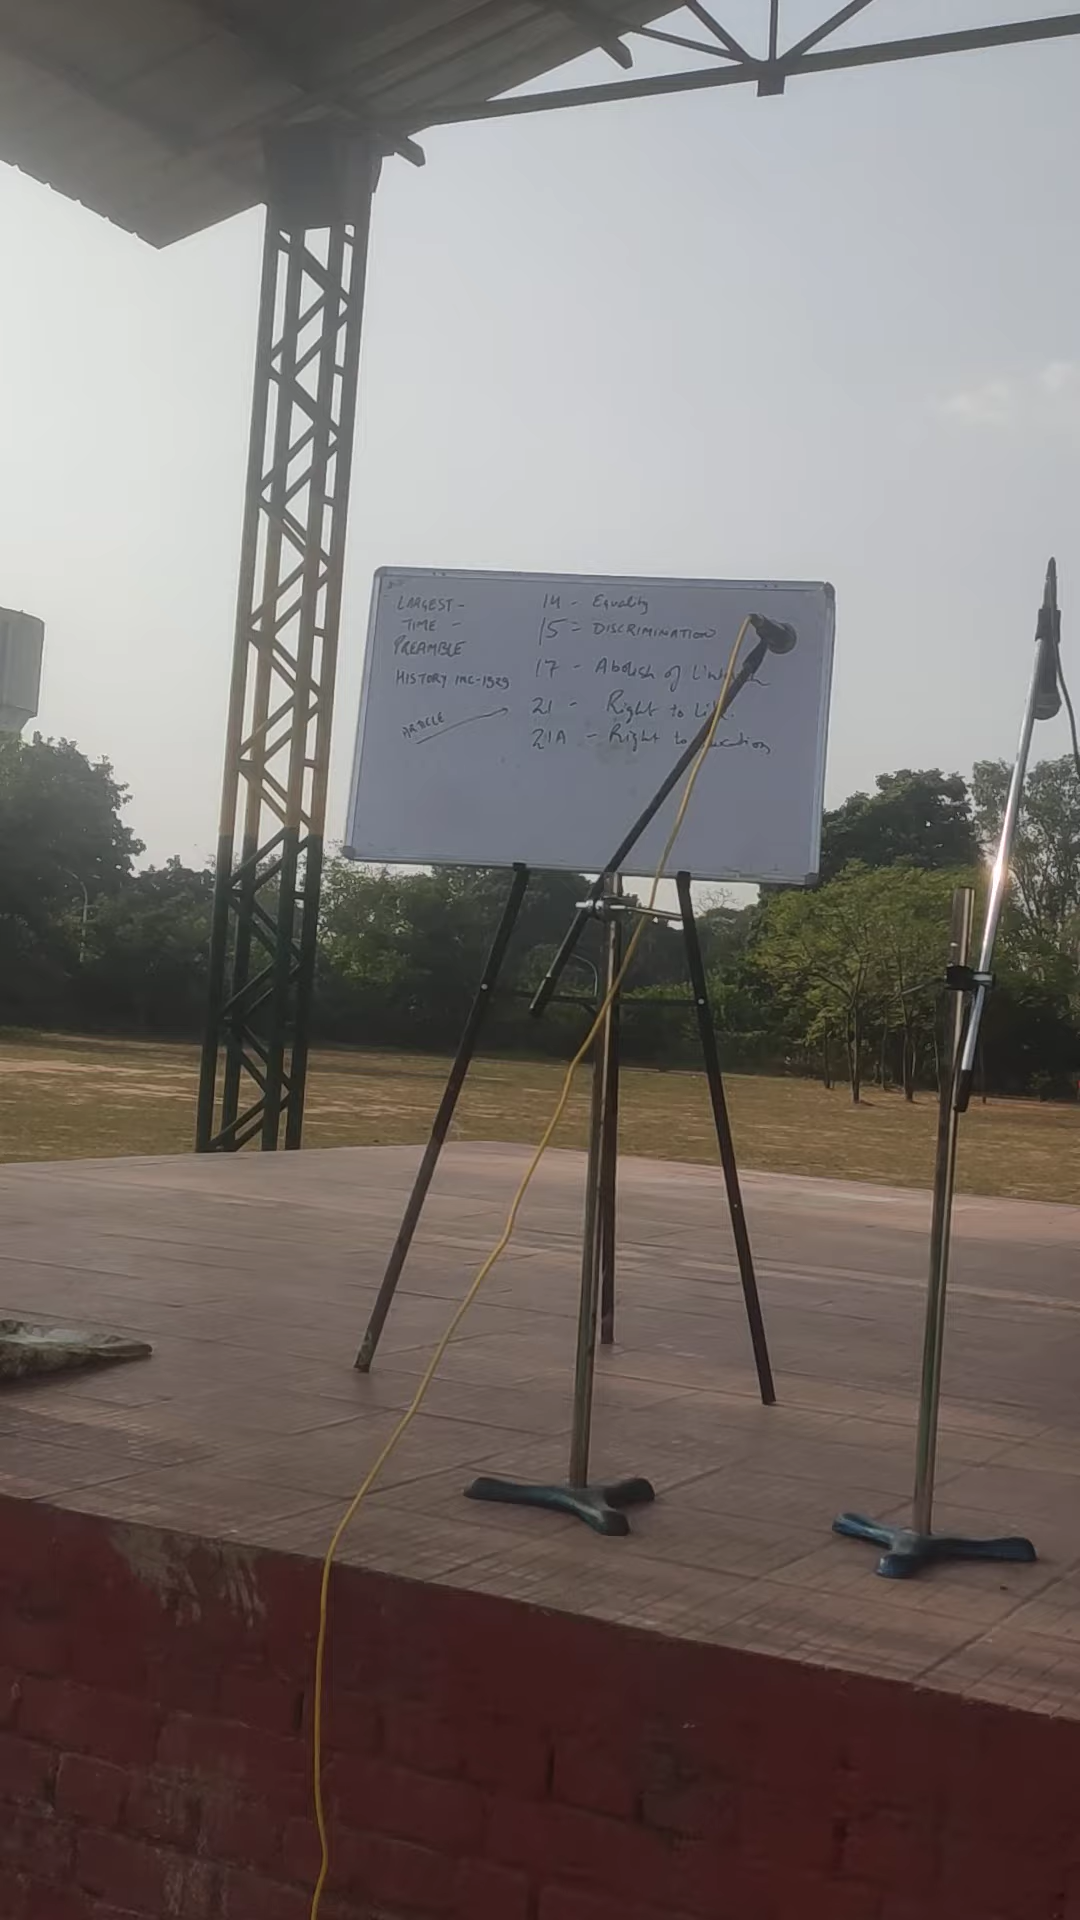 LARGEST -
TIME -
PREAMBLE
HISTORY INC-1929
ARTICLE
14 - Equality
15 - DISCRIMINATION
17 - Abolish of
21 - Right to Life.
21A - Right to